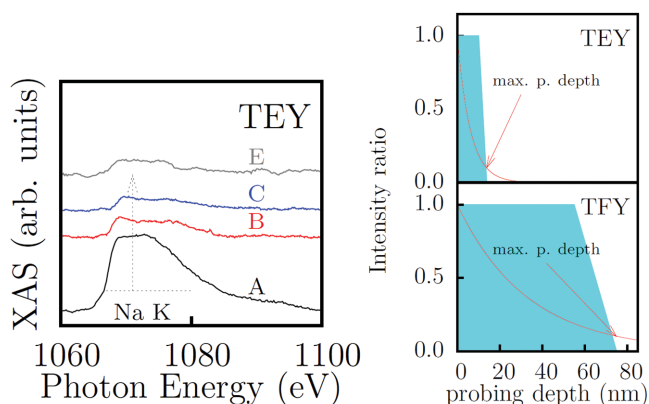 XAS (arb. units)
TEY
E
C
B
A
Na K
1060 1080 1100
Photon Energy (eV)
Intensity ratio
1.0
0.5
0.0
TEY
max. p. depth
1.0
0.5
0.0
TFY
max. p. depth
0 20 40 60 80
probing depth (nm)